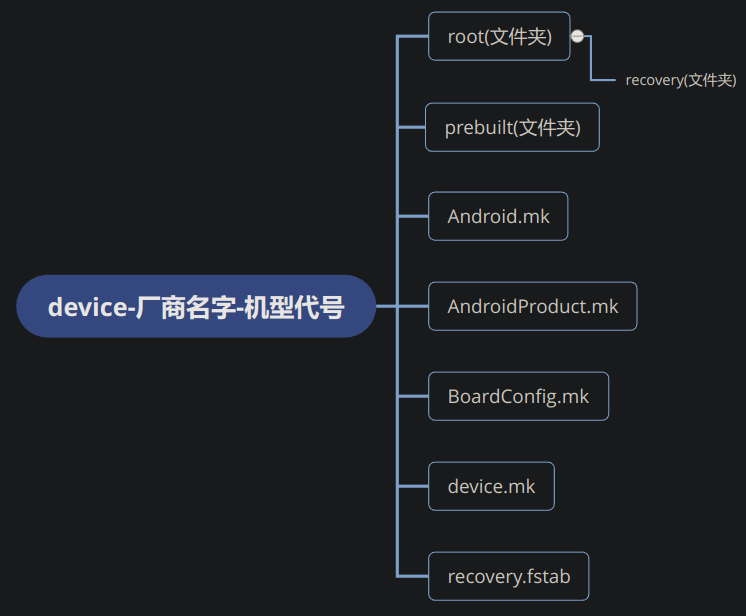 root(文件夹)
recovery(文件夹)
prebuilt(文件夹)
Android.mk
device-厂商名字-机型代号
AndroidProduct.mk
BoardConfig.mk
device.mk
recovery.fstab